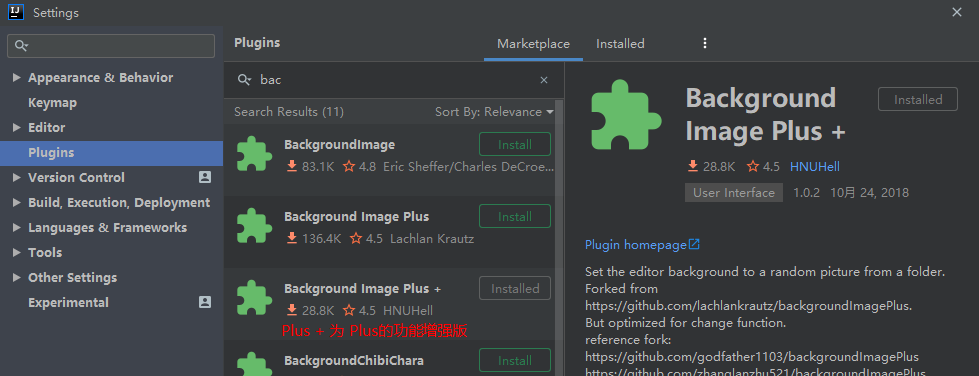 Settings
Plugins
Marketplace
Installed
Appearance & Behavior
Keymap
Editor
Plugins
Version Control
Build, Execution, Deployment
Languages & Frameworks
Tools
Other Settings
Experimental
bac
Search Results (11)
Sort By: Relevance
BackgroundImage
Install
83.1K 4.8 Eric Sheffer/Charles DeCroe...
Background Image Plus
Install
136.4K 4.5 Lachlan Krautz
Background Image Plus +
Installed
28.8K 4.5 HNUHell
Plus + 为 Plus的功能增强版
BackgroundChibiChara
Install
Background
Image Plus +
Installed
28.8K 4.5 HNUHell
User Interface 1.0.2 10月 24, 2018
Plugin homepage
Set the editor background to a random picture from a folder.
Forked from
https://github.com/lachlankrautz/backgroundImagePlus.
But optimized for change function.
reference fork:
https://github.com/godfather1103/backgroundImagePlus
https://github.com/zhanglanzhu521/backgroundImagePlus